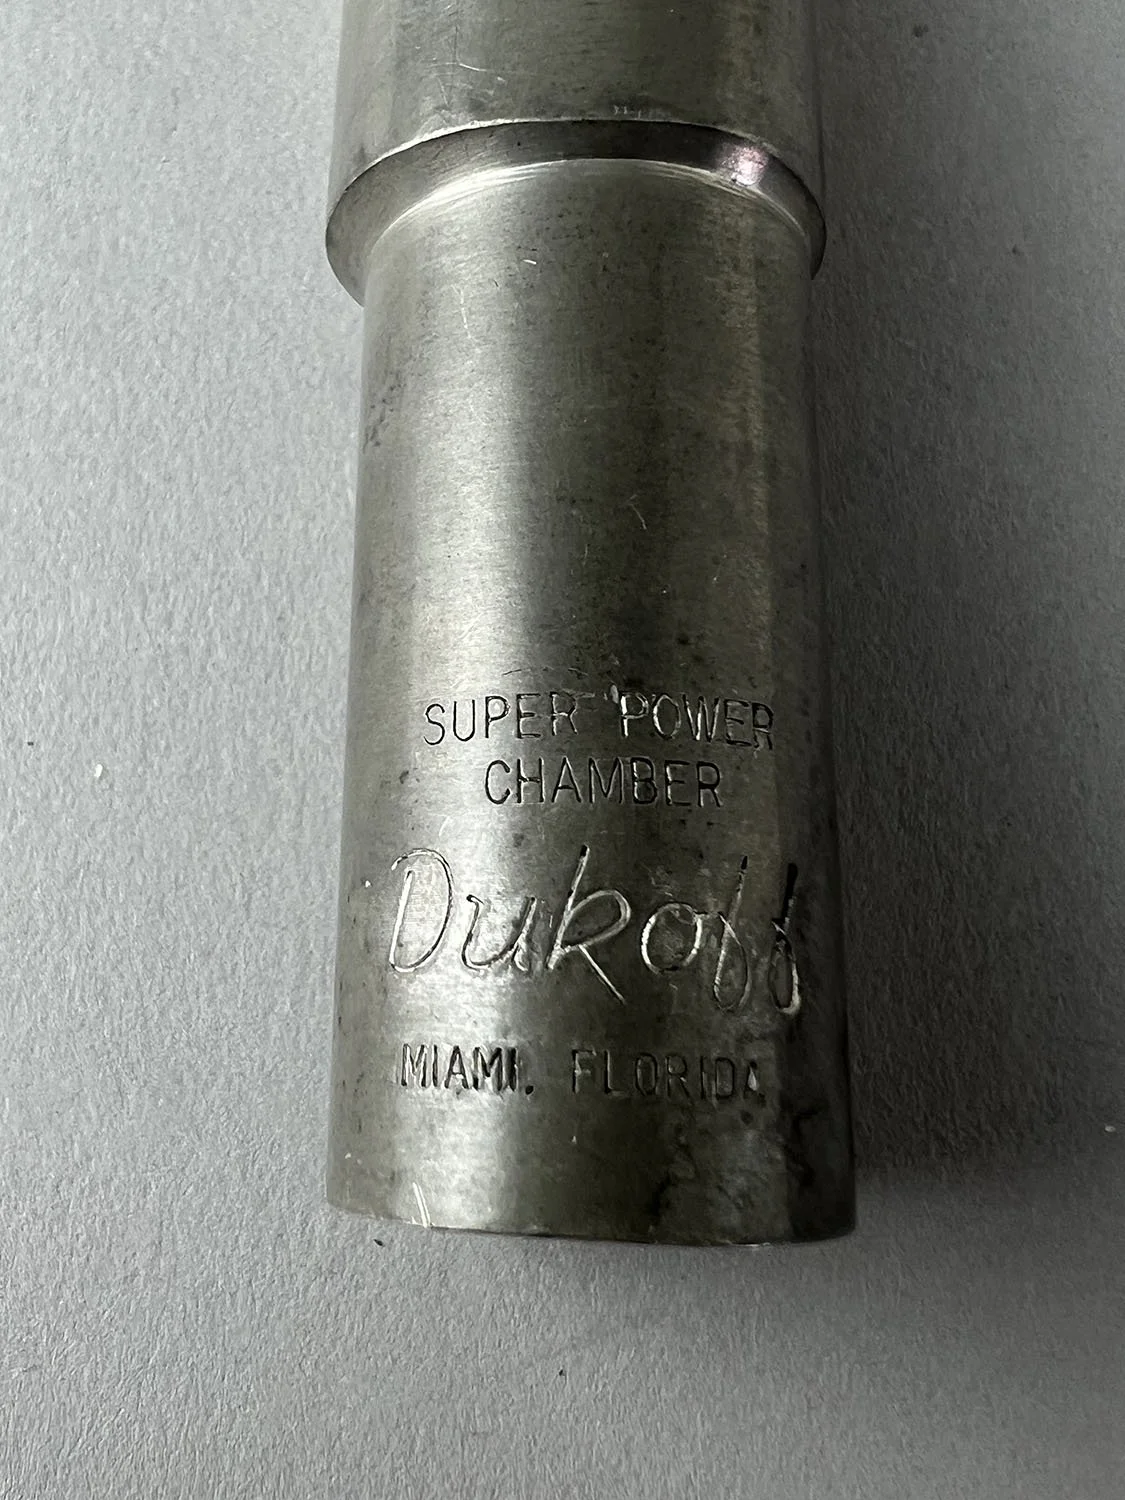 SUPER POWER
CHAMBER
Dukoff
MIAMI, FLORIDA